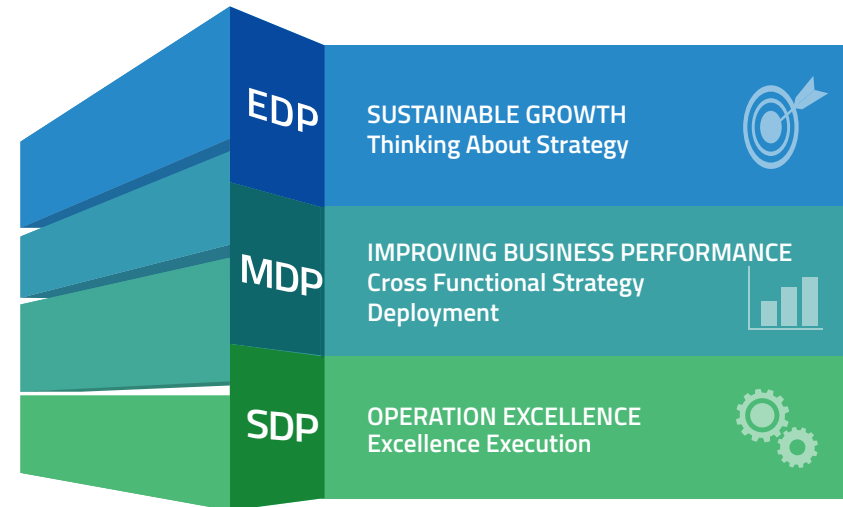 EDP
SUSTAINABLE GROWTH
Thinking About Strategy
MDP
IMPROVING BUSINESS PERFORMANCE
Cross Functional Strategy
Deployment
SDP
OPERATION EXCELLENCE
Excellence Execution